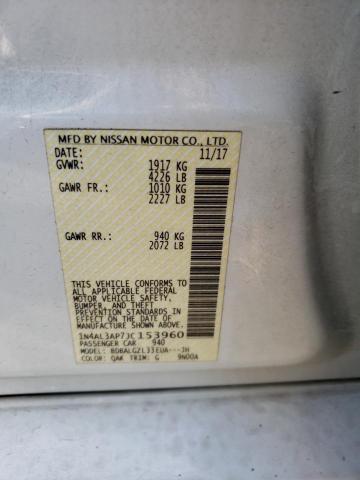 MFD BY NISSAN MOTOR CO., LTD.
DATE: 11/17
GVWR: 1917 KG
4226 LB
GAWR FR.: 1010 KG
2227 LB
GAWR RR.: 940 KG
2072 LB
THIS VEHICLE CONFORMS TO ALL
APPLICABLE FEDERAL
MOTOR VEHICLE SAFETY,
BUMPER, AND THEFT
PREVENTION STANDARDS
IN EFFECT ON THE DATE OF
MANUFACTURE SHOWN ABOVE.
1N4AL3AP7JC153960
PASSENGER CAR 940
MODEL: BDBALGZL33EUA---JH
COLOR: QAK TRIM: G 9N00A